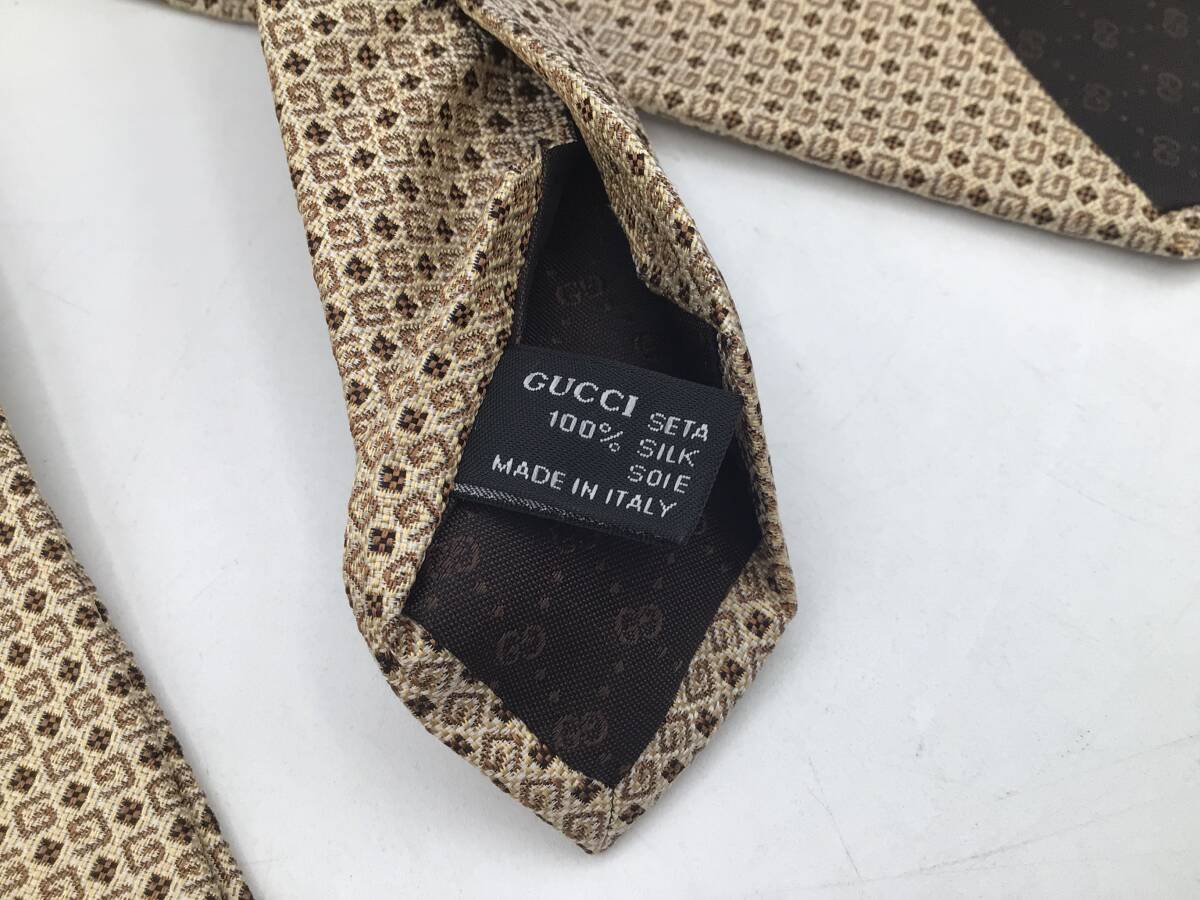 GUCCI SETA
100% SILK
SOIE
MADE IN ITALY